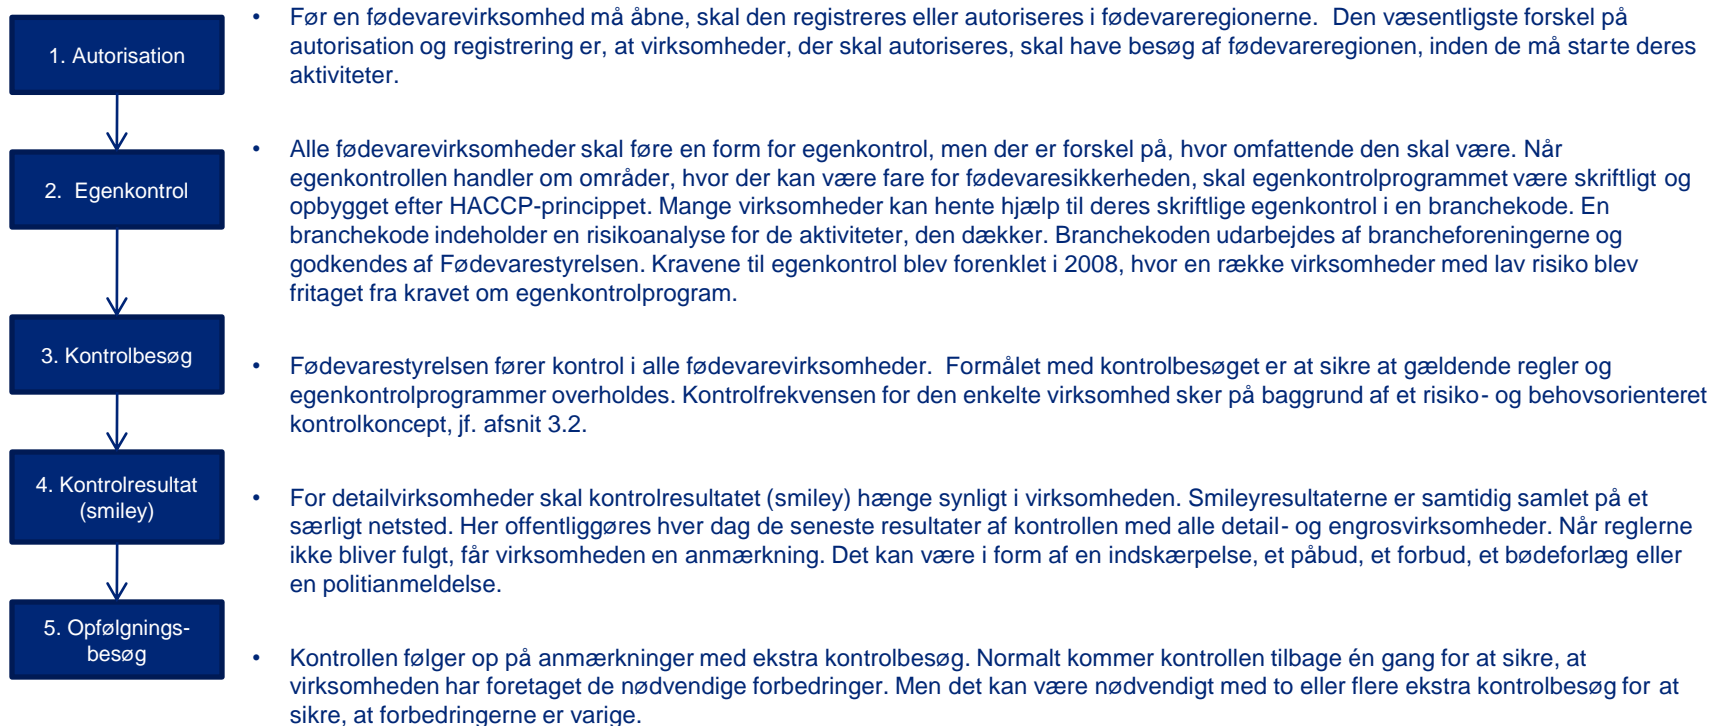 1. Autorisation
• Før en fødevarevirksomhed må åbne, skal den registreres eller autoriseres i fødevareregionerne.  Den væsentligste forskel på
autorisation og registrering er, at virksomheder, der skal autoriseres, skal have besøg af fødevareregionen, inden de må starte deres
aktiviteter.
2.  Egenkontrol
• Alle fødevarevirksomheder skal føre en form for egenkontrol, men der er forskel på, hvor omfattende den skal være. Når
egenkontrollen handler om områder, hvor der kan være fare for fødevaresikkerheden, skal egenkontrolprogrammet være skriftligt og
opbygget efter HACCP-princippet. Mange virksomheder kan hente hjælp til deres skriftlige egenkontrol i en branchekode. En
branchekode indeholder en risikoanalyse for de aktiviteter, den dækker. Branchekoden udarbejdes af brancheforeningerne og
godkendes af Fødevarestyrelsen. Kravene til egenkontrol blev forenklet i 2008, hvor en række virksomheder med lav risiko blev
fritaget fra kravet om egenkontrolprogram.
3. Kontrolbesøg
• Fødevarestyrelsen fører kontrol i alle fødevarevirksomheder.  Formålet med kontrolbesøget er at sikre at gældende regler og
egenkontrolprogrammer overholdes. Kontrolfrekvensen for den enkelte virksomhed sker på baggrund af et risiko- og behovsorienteret
kontrolkoncept, jf. afsnit 3.2.
4. Kontrolresultat
(smiley)
• For detailvirksomheder skal kontrolresultatet (smiley) hænge synligt i virksomheden. Smileyresultaterne er samtidig samlet på et
særligt netsted. Her offentliggøres hver dag de seneste resultater af kontrollen med alle detail- og engrosvirksomheder. Når reglerne
ikke bliver fulgt, får virksomheden en anmærkning. Det kan være i form af en indskærpelse, et påbud, et forbud, et bødeforlæg eller
en politianmeldelse.
5. Opfølgnings-
besøg
• Kontrollen følger op på anmærkninger med ekstra kontrolbesøg. Normalt kommer kontrollen tilbage én gang for at sikre, at
virksomheden har foretaget de nødvendige forbedringer. Men det kan være nødvendigt med to eller flere ekstra kontrolbesøg for at
sikre, at forbedringerne er varige.